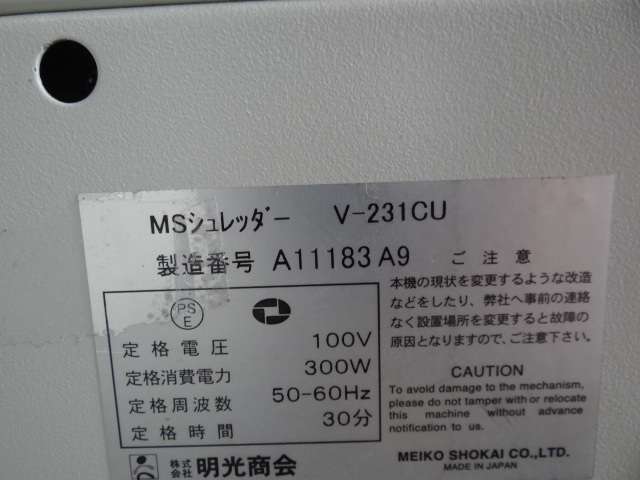 MSシュレッダー V-231CU
製造番号 A11183A9
PS
E
定格電圧 100V
定格消費電力 300W
定格周波数 50-60Hz
定格時間 30分
株式会社 明光商会
ご注意
本機の現状を変更するような改造
などをしたり、弊社へ事前の連絡
なく設置場所を変更すると故障の
原因となりますので、ご注意下さい。
CAUTION
To avoid damage to the mechanism,
please do not tamper with or relocate
this machine without advance
notification to us.
MEIKO SHOKAI CO.,LTD.
MADE IN JAPAN